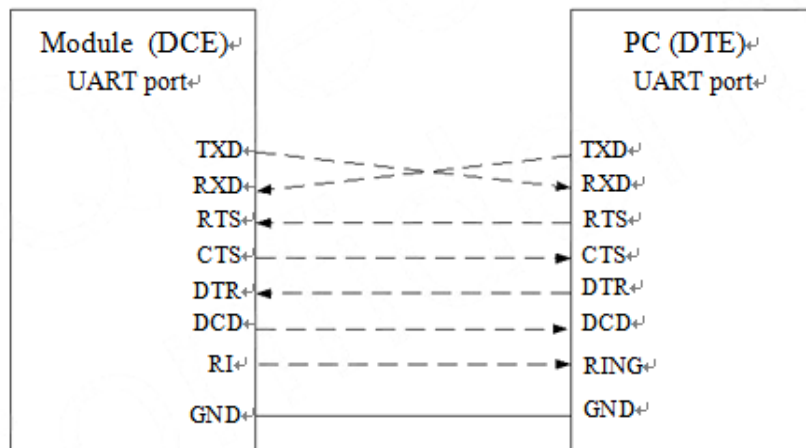 Module (DCE)↵
UART port↵
TXD↵
RXD↵
RTS↵
CTS↵
DTR↵
DCD↵
RI↵
GND↵
PC (DTE)↵
UART port↵
TXD↵
RXD↵
RTS↵
CTS↵
DTR↵
DCD↵
RING↵
GND↵